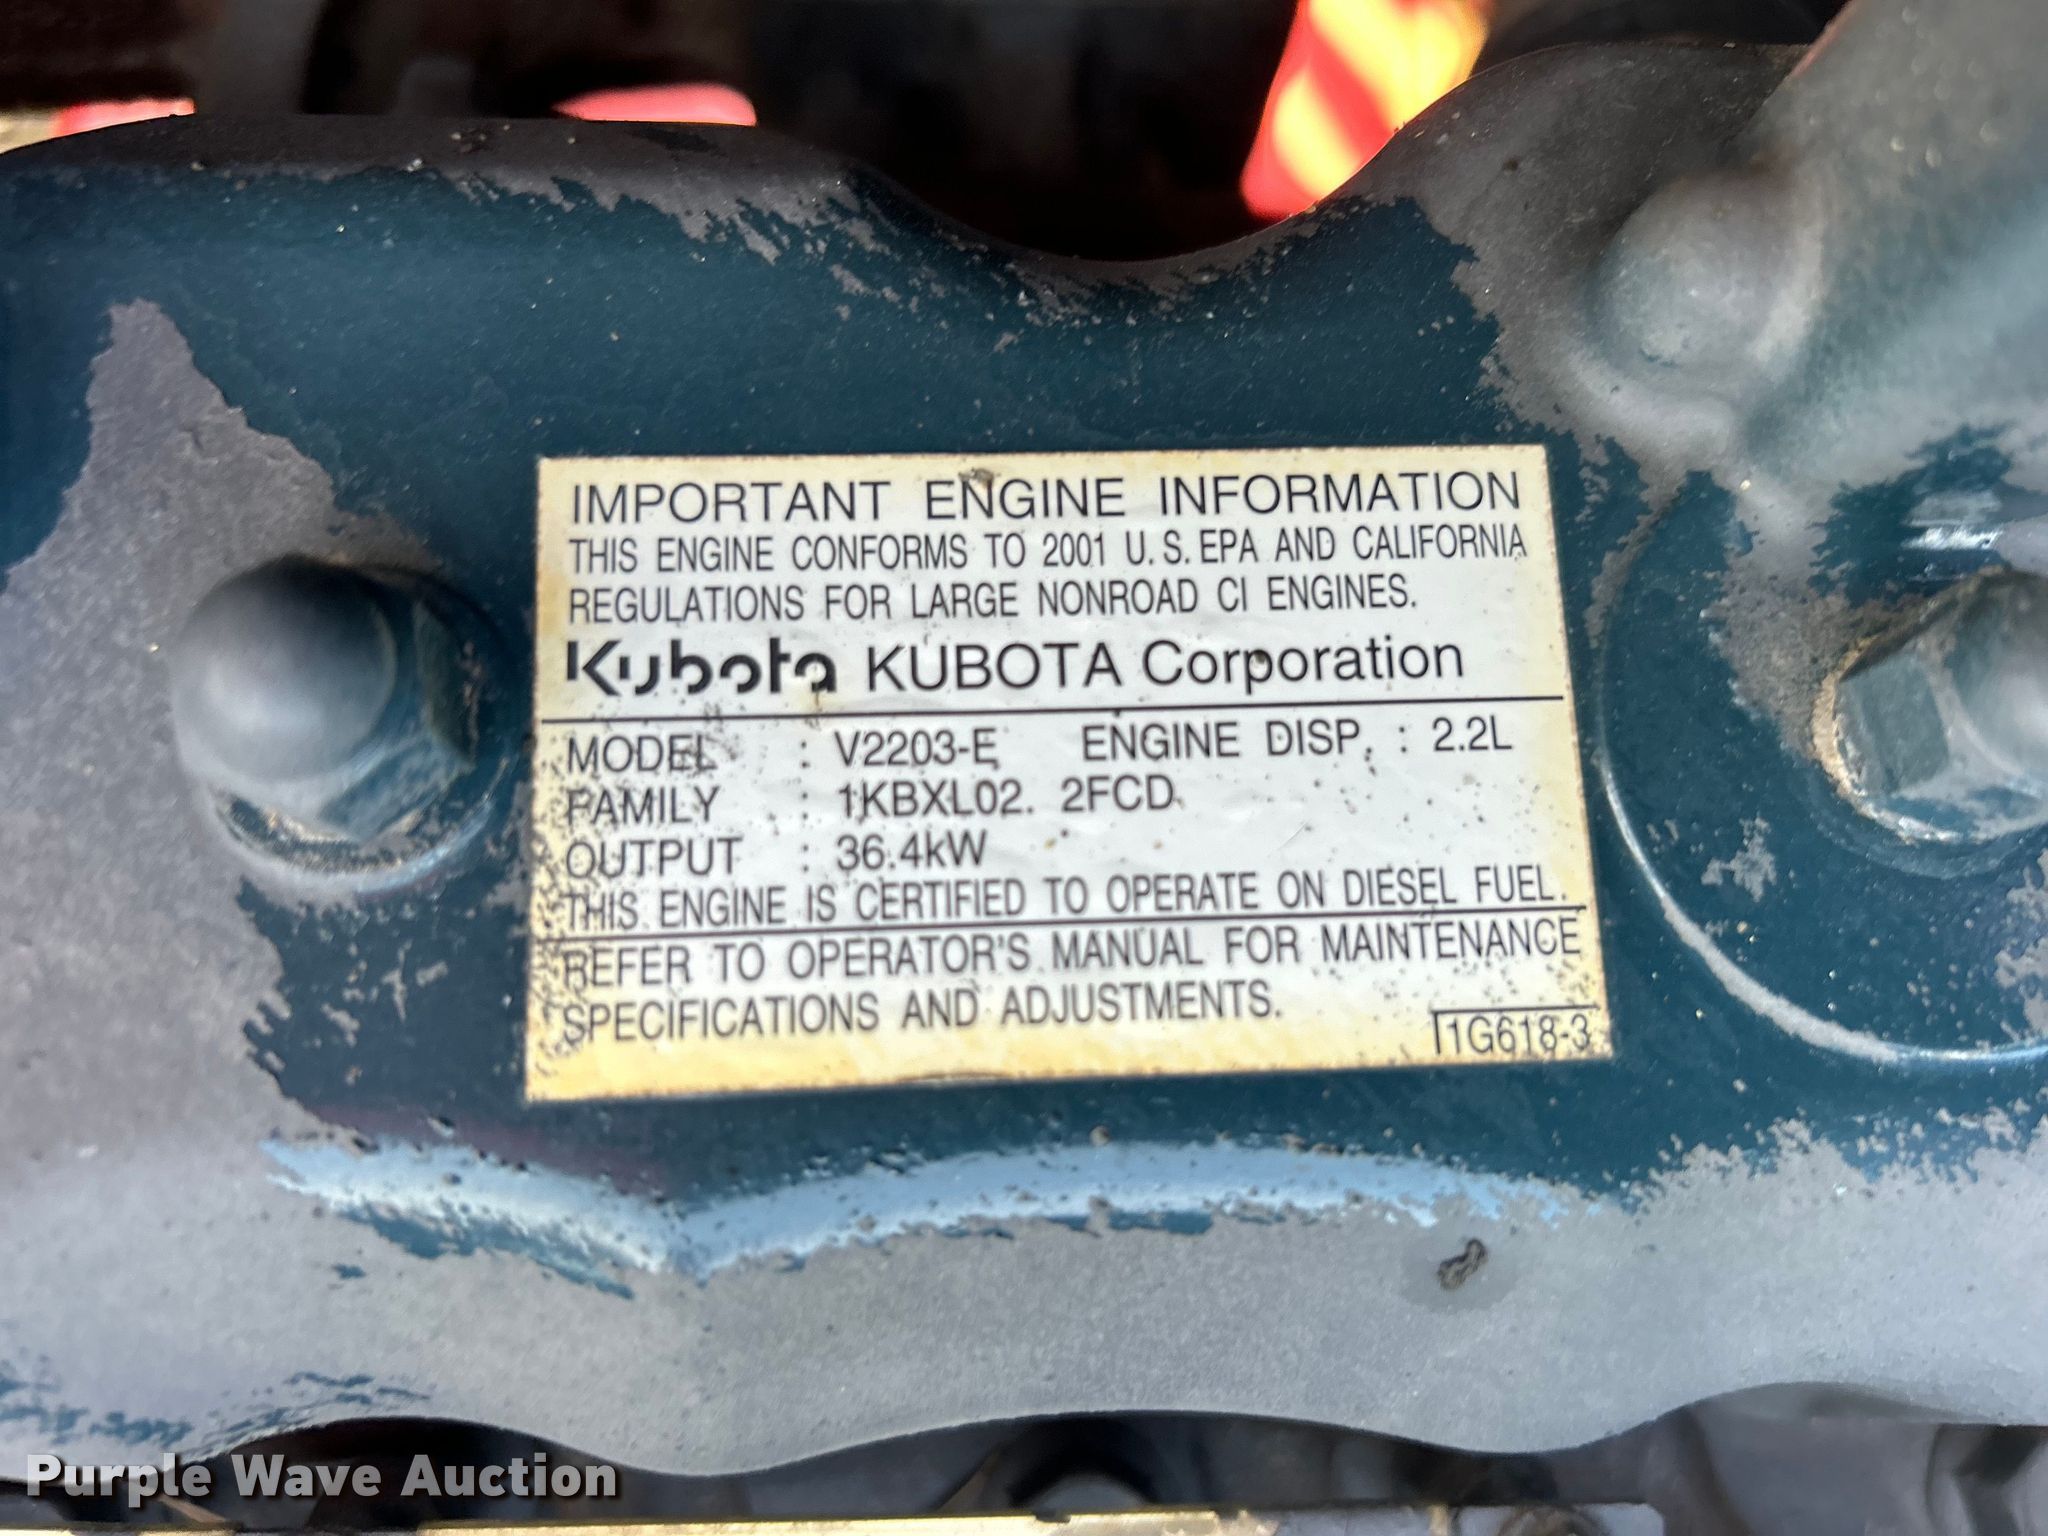 IMPORTANT ENGINE INFORMATION
THIS ENGINE CONFORMS TO 2001 U.S. EPA AND CALIFORNIA
REGULATIONS FOR LARGE NONROAD CI ENGINES.
Kubota KUBOTA Corporation
MODEL : V2203-E ENGINE DISP. : 2.2L
FAMILY : 1KBXL02. 2FCD
OUTPUT : 36.4kW
THIS ENGINE IS CERTIFIED TO OPERATE ON DIESEL FUEL.
REFER TO OPERATOR'S MANUAL FOR MAINTENANCE
SPECIFICATIONS AND ADJUSTMENTS.
1G618-3
Purple Wave Auction